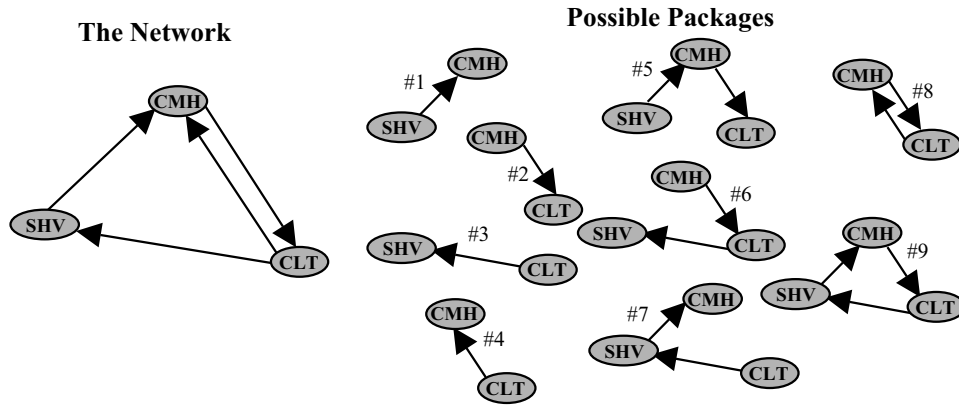 The Network
CMH
SHV
CLT
Possible Packages
#1
CMH
SHV
#5
CMH
SHV
CLT
CMH
#8
CLT
CMH
#2
CLT
CMH
#6
SHV
CLT
SHV
#3
CLT
CMH
#9
SHV
CLT
CMH
#4
CLT
#7
CMH
SHV
CLT